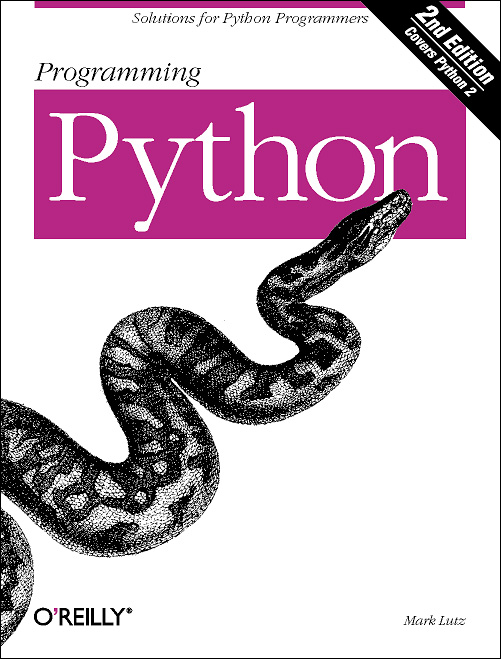 Solutions for Python Programmers
2nd Edition
Covers Python 2
Programming
Python
O'REILLY®
Mark Lutz